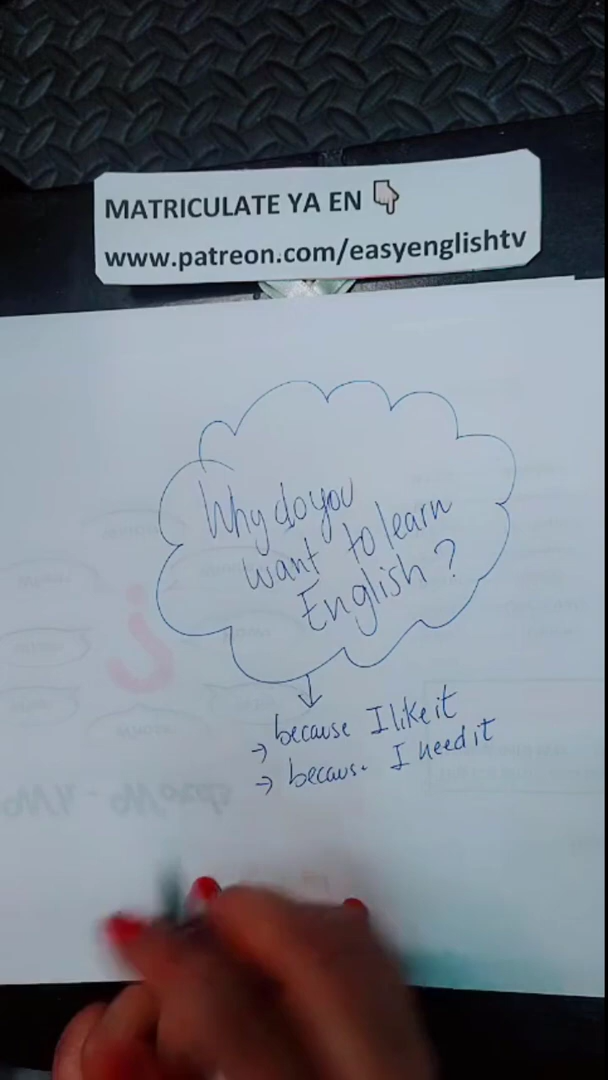 MATRICULATE YA EN
www.patreon.com/easyenglishtv
Why do you
want to learn
English?
→ because I like it
→ because I need it